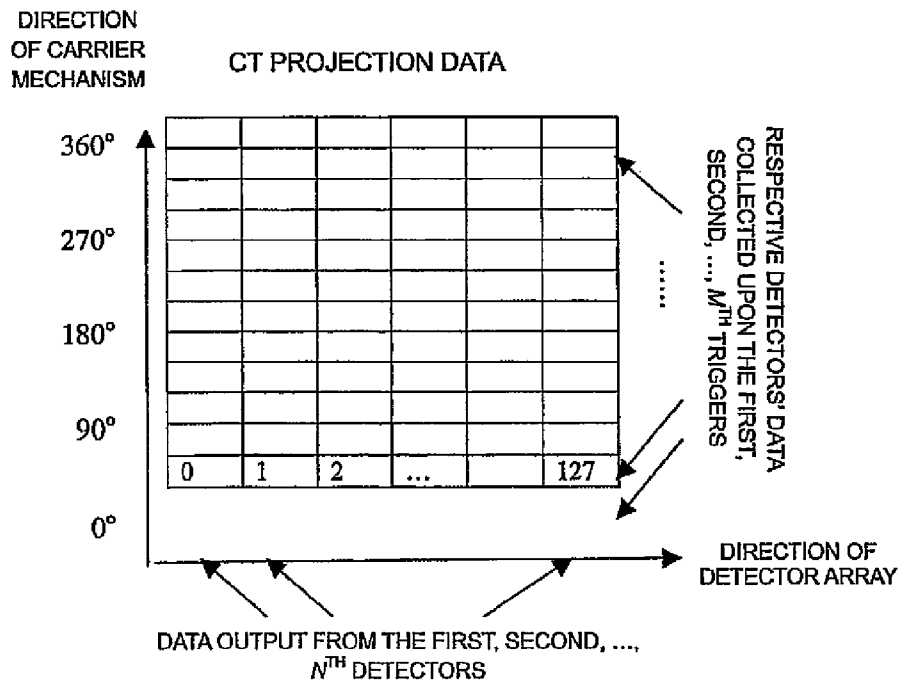 DIRECTION
OF CARRIER
MECHANISM
CT PROJECTION DATA
360°
270°
180°
90°
0°
0 1 2 ... 127
......
RESPECTIVE DETECTORS' DATA
COLLECTED UPON THE FIRST,
SECOND, ..., MTH TRIGGERS
DIRECTION OF
DETECTOR ARRAY
DATA OUTPUT FROM THE FIRST, SECOND, ...,
NTH DETECTORS